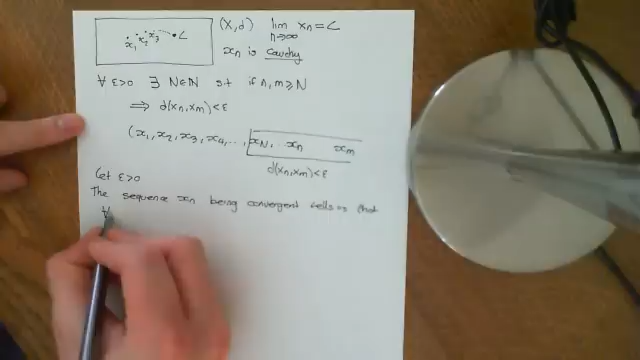 x₁ x₂ x₃ L
(X,d) lim xn = L
n→∞
xn is Cauchy
∀ ε>0 ∃ N∈ℕ st if n,m ⩾ N
⟹ d(xn,xm)<ε
(x₁, x₂, x₃, x₄, ..., xN, .. xn xm
d(xn,xm)<ε
Let ε>0
The sequence xn being convergent tells us that
∀